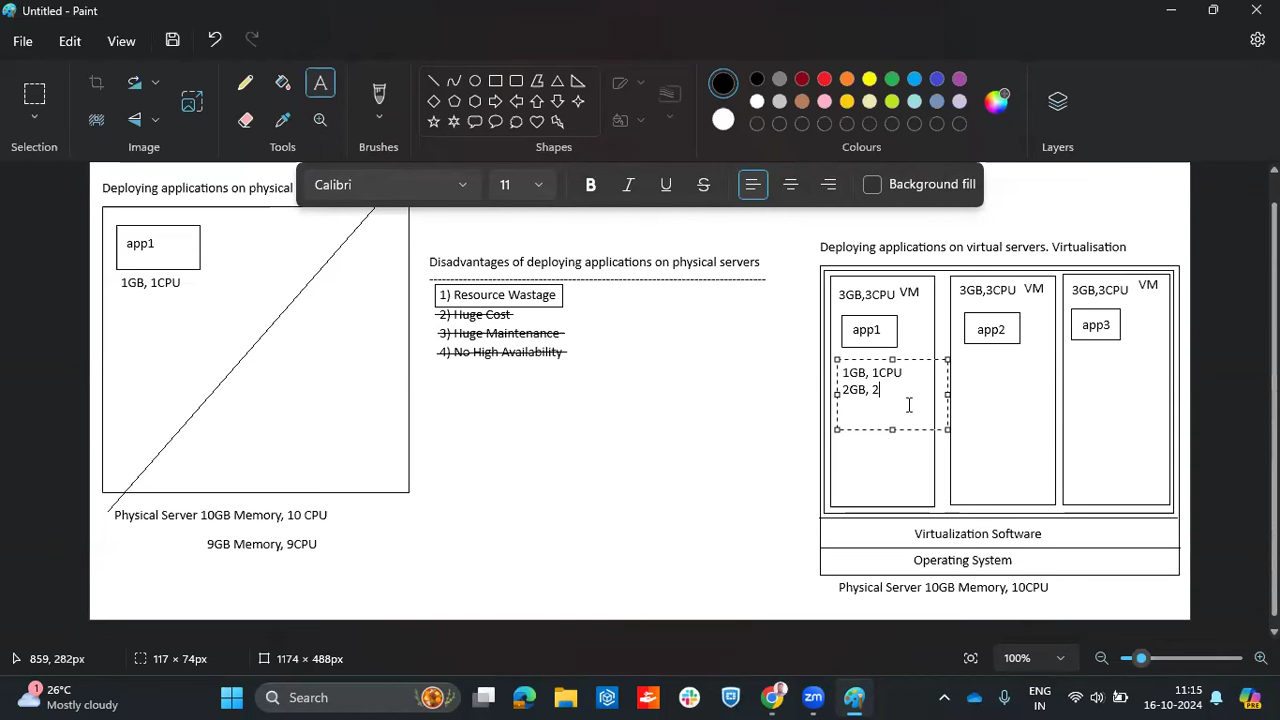 Untitled - Paint
File Edit View
Selection Image Tools Brushes Shapes Colours Layers
Calibri 11 B I U S Background fill
Deploying applications on physical
app1
1GB, 1CPU
Physical Server 10GB Memory, 10 CPU
9GB Memory, 9CPU
Disadvantages of deploying applications on physical servers
1) Resource Wastage
2) Huge Cost
3) Huge Maintenance
4) No High Availability
Deploying applications on virtual servers. Virtualisation
3GB,3CPU VM 3GB,3CPU VM 3GB,3CPU VM
app1 app2 app3
1GB, 1CPU
2GB, 2
Virtualization Software
Operating System
Physical Server 10GB Memory, 10CPU
859, 282px 117 × 74px 1174 × 488px 100%
1 26°C
Mostly cloudy
Search
zm
ENG
IN
11:15
16-10-2024
PRE